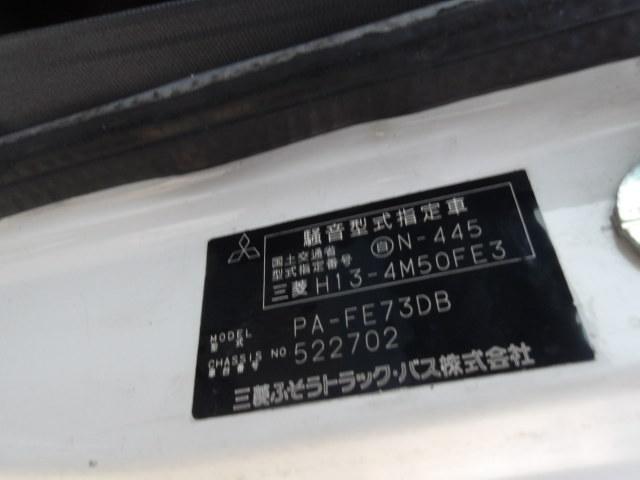 騒音型式指定車
国土交通省
型式指定番号 自N-445
三菱 H13-4M50FE3
MODEL
型式 PA-FE73DB
CHASSIS NO 522702
車台番号
三菱ふそうトラック・バス株式会社